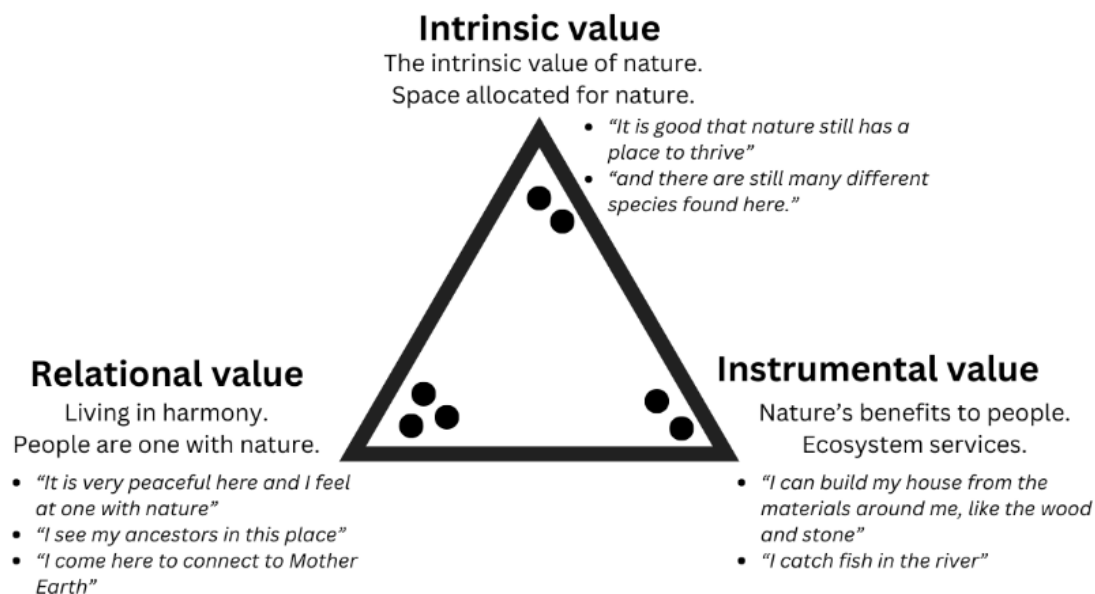 Intrinsic value
The intrinsic value of nature.
Space allocated for nature.
• “It is good that nature still has a
place to thrive”
• “and there are still many different
species found here.”
Relational value
Living in harmony.
People are one with nature.
• “It is very peaceful here and I feel
at one with nature”
• “I see my ancestors in this place”
• “I come here to connect to Mother
Earth”
Instrumental value
Nature’s benefits to people.
Ecosystem services.
• “I can build my house from the
materials around me, like the wood
and stone”
• “I catch fish in the river”